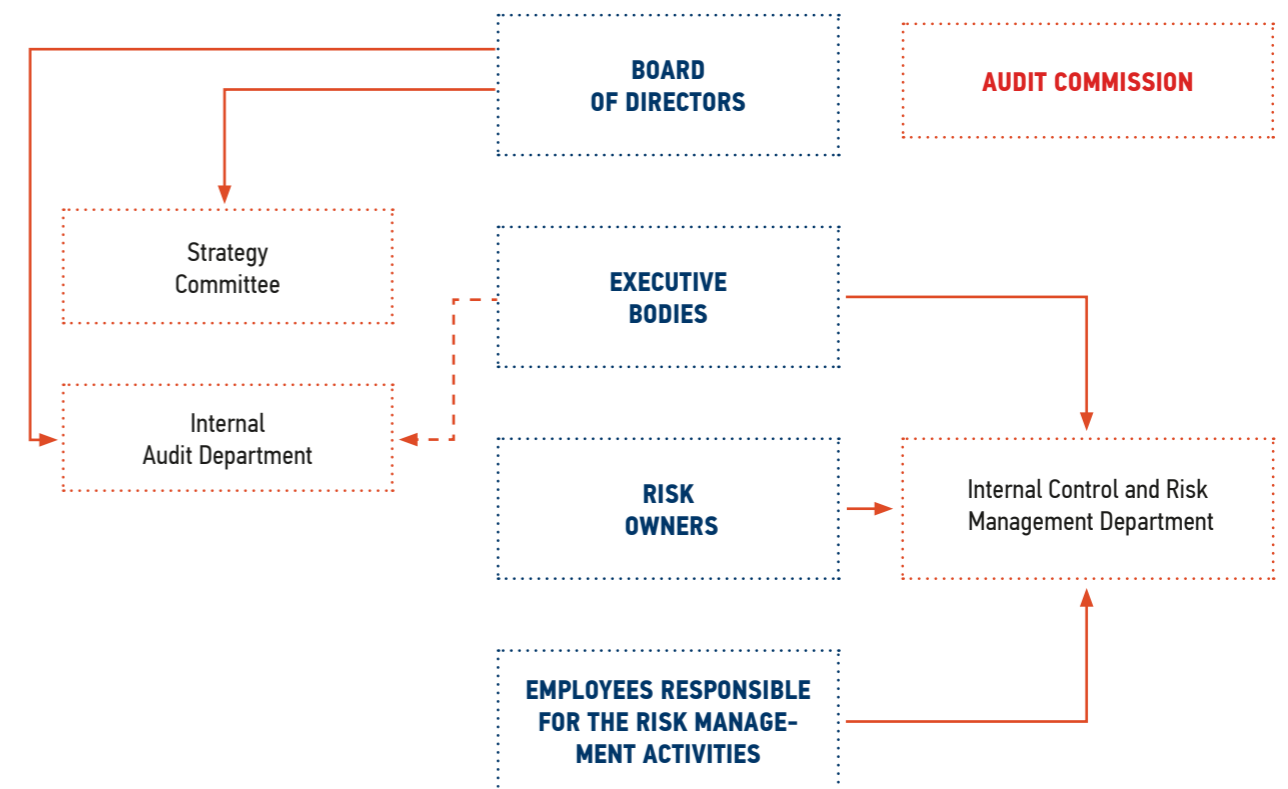 BOARD
OF DIRECTORS
AUDIT COMMISSION
Strategy
Committee
EXECUTIVE
BODIES
Internal
Audit Department
RISK
OWNERS
Internal Control and Risk
Management Department
EMPLOYEES RESPONSIBLE
FOR THE RISK MANAGE-
MENT ACTIVITIES